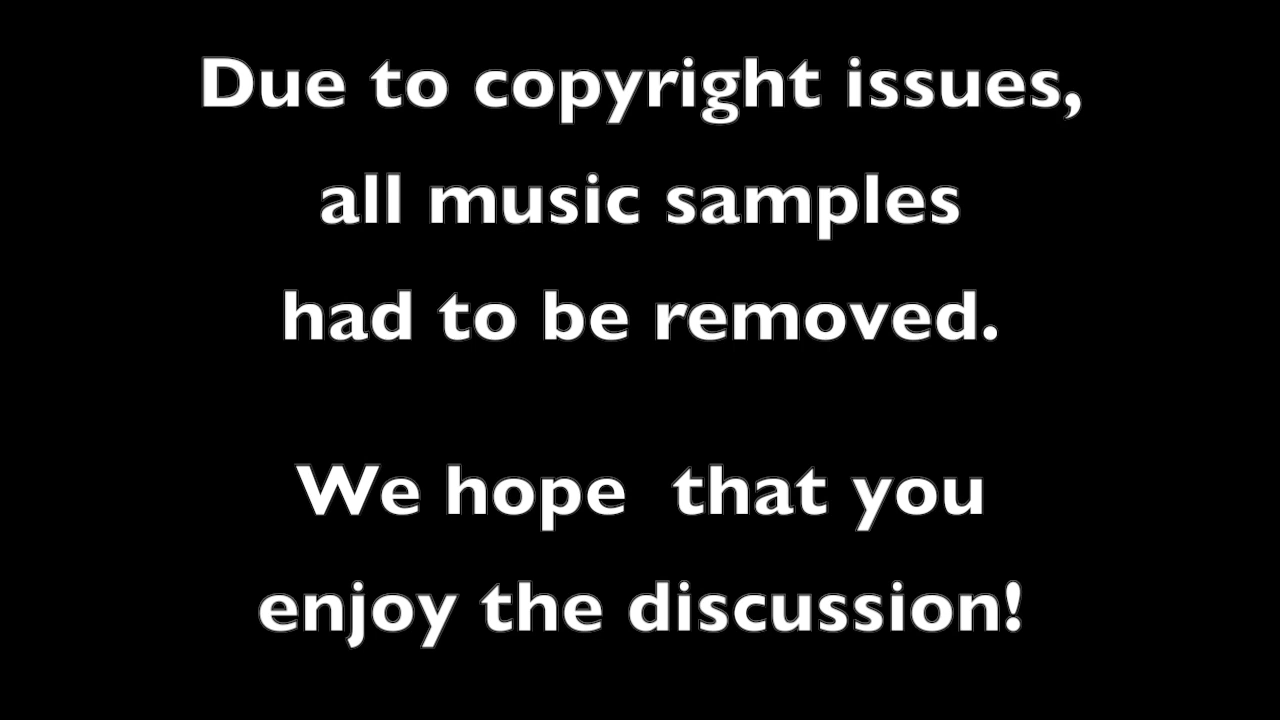 Due to copyright issues,
all music samples
had to be removed.
We hope  that you
enjoy the discussion!